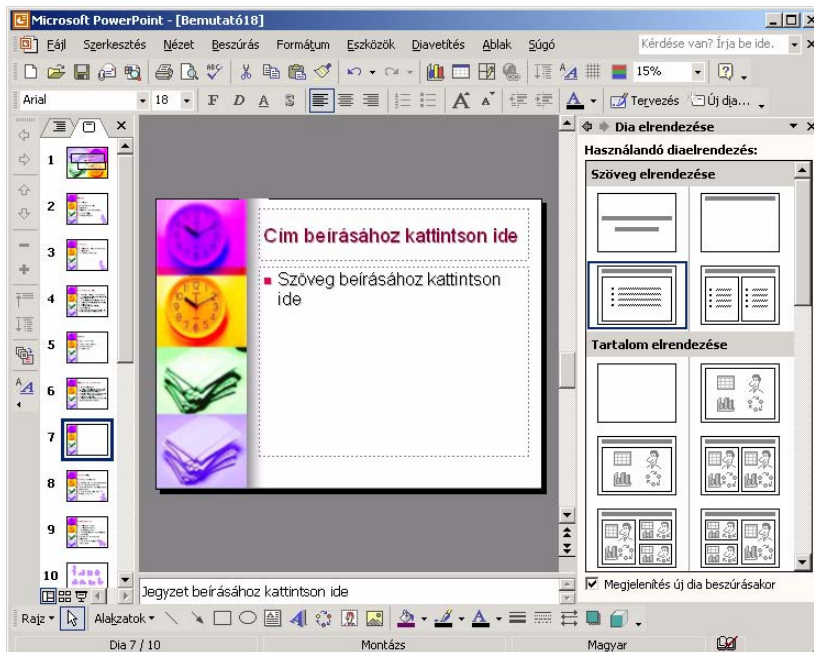 Microsoft PowerPoint - [Bemutató18]
Fájl Szerkesztés Nézet Beszúrás Formátum Eszközök Diavetítés Ablak Súgó Kérdése van? Írja be ide.
15%
Arial 18 F D A S Tervezés Új dia...
Dia elrendezése
Használandó diaelrendezés:
Szöveg elrendezése
1
2
3
4
5
6
7
8
9
10
Cím beírásához kattintson ide
Szöveg beírásához kattintson
ide
Tartalom elrendezése
Jegyzet beírásához kattintson ide
Megjelenítés új dia beszúrásakor
Rajz Alakzatok
Dia 7 / 10 Montázs Magyar